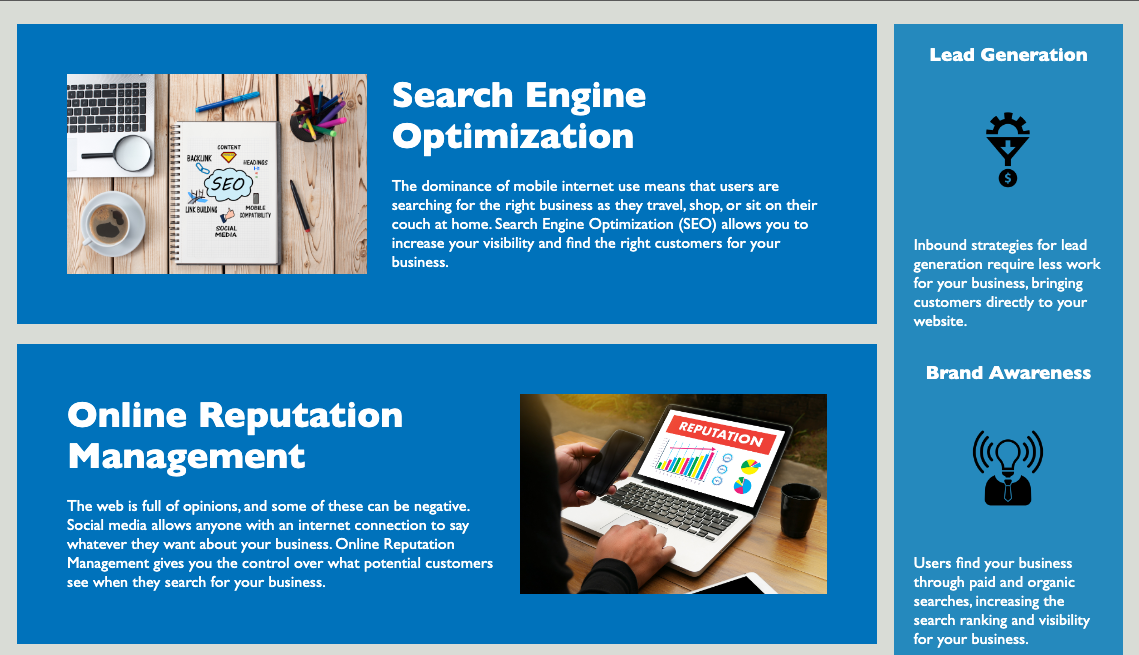 Search Engine
Optimization
The dominance of mobile internet use means that users are
searching for the right business as they travel, shop, or sit on their
couch at home. Search Engine Optimization (SEO) allows you to
increase your visibility and find the right customers for your
business.
CONTENT
BACKLINK
HEADINGS
SEO
LINK BUILDING
MOBILE
COMPATIBILITY
SOCIAL
MEDIA
Online Reputation
Management
The web is full of opinions, and some of these can be negative.
Social media allows anyone with an internet connection to say
whatever they want about your business. Online Reputation
Management gives you the control over what potential customers
see when they search for your business.
REPUTATION
Lead Generation
$
Inbound strategies for lead
generation require less work
for your business, bringing
customers directly to your
website.
Brand Awareness
Users find your business
through paid and organic
searches, increasing the
search ranking and visibility
for your business.